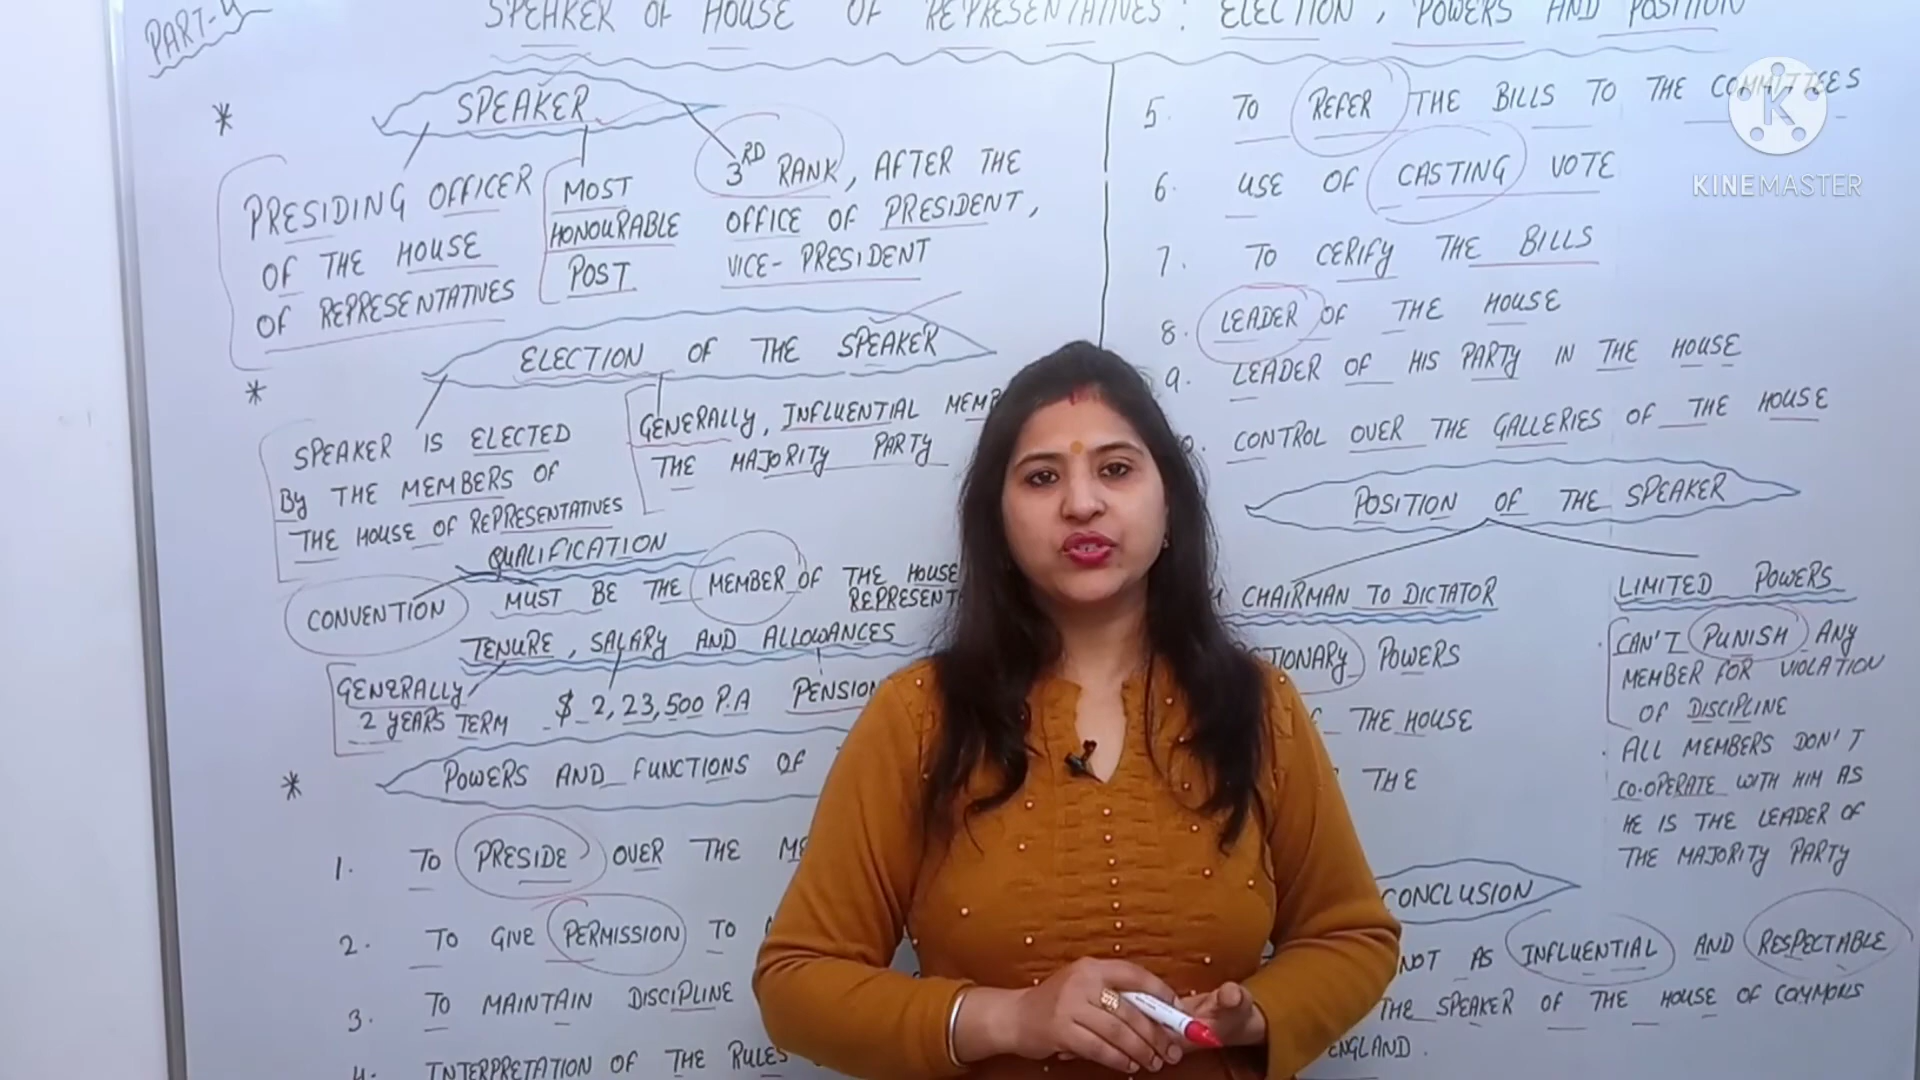 PART-4
SPEAKER OF HOUSE OF REPRESENTATIVES: ELECTION, POWERS AND POSITION
* SPEAKER
PRESIDING OFFICER
OF THE HOUSE
OF REPRESENTATIVES
MOST
HONOURABLE
POST
3RD RANK, AFTER THE
OFFICE OF PRESIDENT,
VICE-PRESIDENT
* ELECTION OF THE SPEAKER
SPEAKER IS ELECTED
BY THE MEMBERS OF
THE HOUSE OF REPRESENTATIVES
GENERALLY, INFLUENTIAL
THE MAJORITY PARTY
QUALIFICATION
CONVENTION MUST BE THE MEMBER OF THE HOUSE
TENURE, SALARY AND ALLOWANCES
GENERALLY
2 YEARS TERM
$ 2,23,500 P.A
PENSION
* POWERS AND FUNCTIONS OF
1. TO PRESIDE OVER THE
2. TO GIVE PERMISSION TO
3. TO MAINTAIN DISCIPLINE
4. INTERPRETATION OF THE RULES
5. TO REFER THE BILLS TO THE COMMITTEES
6. USE OF CASTING VOTE
7. TO CERIFY THE BILLS
8. LEADER OF THE HOUSE
9. LEADER OF HIS PARTY IN THE HOUSE
CONTROL OVER THE GALLERIES OF THE HOUSE
POSITION OF THE SPEAKER
CHAIRMAN TO DICTATOR
POWERS
THE HOUSE
THE
LIMITED POWERS
. CAN'T PUNISH ANY
MEMBER FOR VIOLATION
OF DISCIPLINE
. ALL MEMBERS DON'T
CO-OPERATE WITH HIM AS
HE IS THE LEADER OF
THE MAJORITY PARTY
CONCLUSION
NOT AS INFLUENTIAL AND RESPECTABLE
THE SPEAKER OF THE HOUSE OF COMMONS
ENGLAND.
KINEMASTER